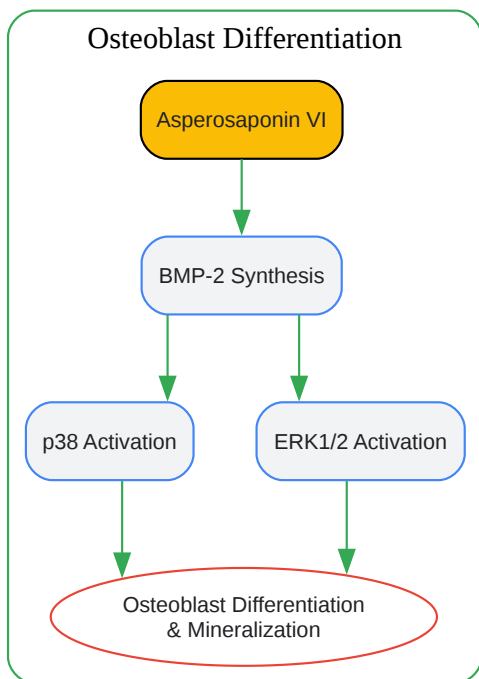 Osteoblast Differentiation
Asperosaponin VI
BMP-2 Synthesis
p38 Activation
ERK1/2 Activation
Osteoblast Differentiation
& Mineralization